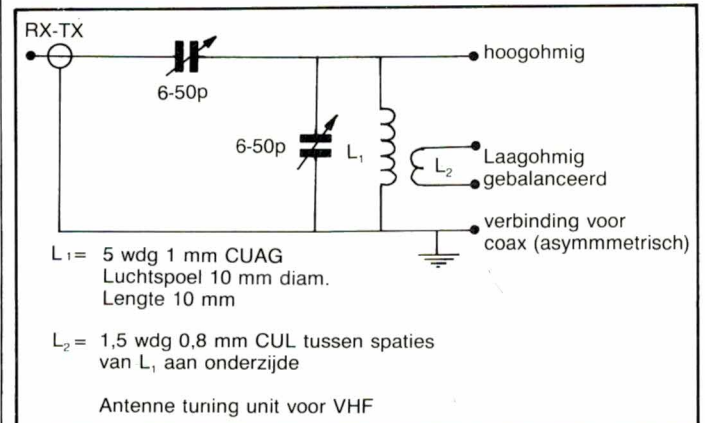 RX-TX
6-50p
hoogohmig
6-50p
L₁
L₂
Laagohmig
gebalanceerd
verbinding voor
coax (asymmmetrisch)
L₁ = 5 wdg 1 mm CUAG
Luchtspoel 10 mm diam.
Lengte 10 mm
L₂ = 1,5 wdg 0,8 mm CUL tussen spaties
van L₁ aan onderzijde
Antenne tuning unit voor VHF